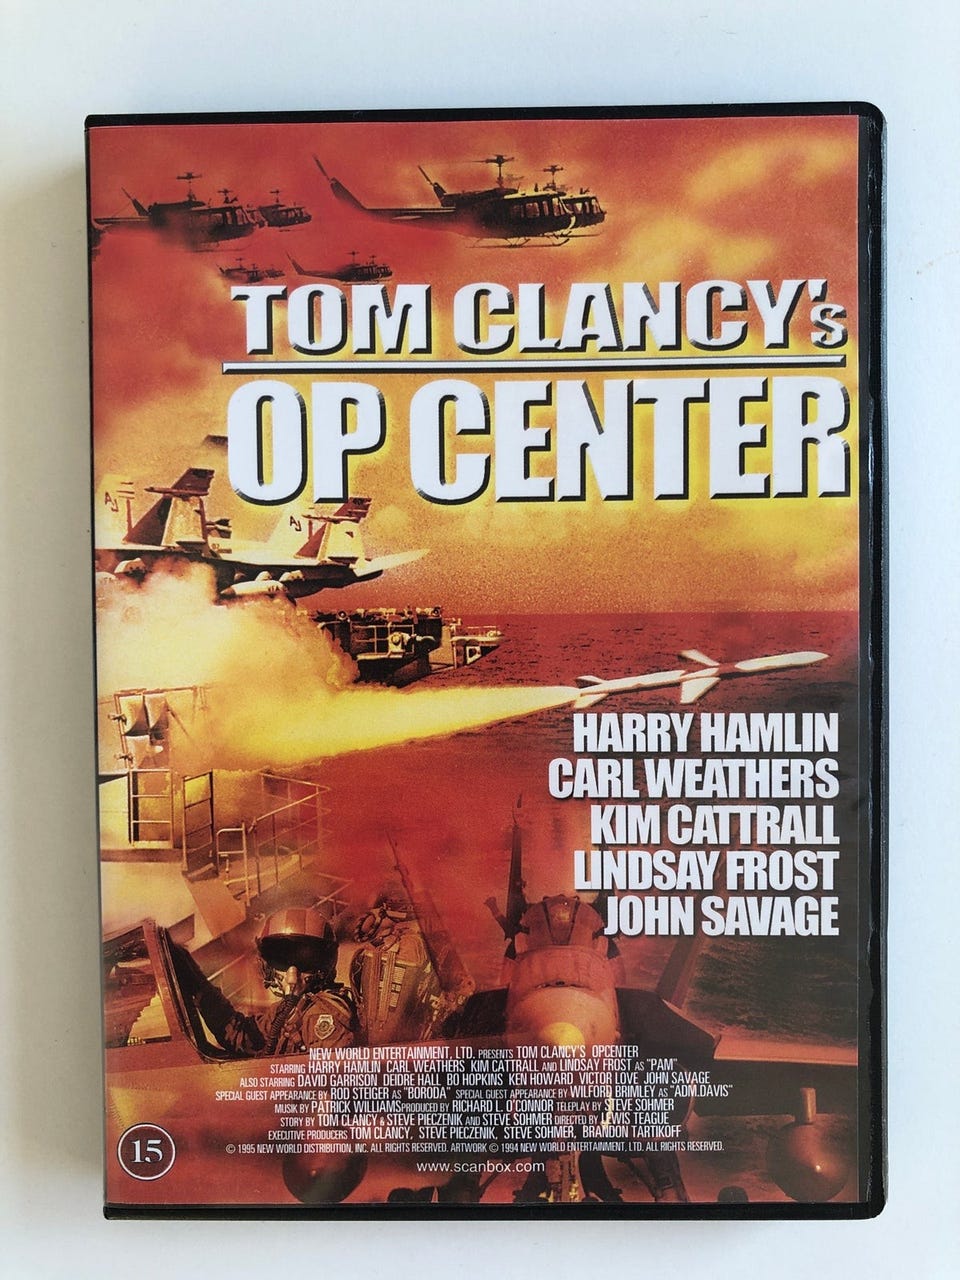 TOM CLANCY's
OP CENTER
AJ
AJ
HARRY HAMLIN
CARL WEATHERS
KIM CATTRALL
LINDSAY FROST
JOHN SAVAGE
"NEW WORLD ENTERTAINMENT, LTD. PRESENTS TOM CLANCY'S OPCENTER
STARRING HARRY HAMLIN CARL WEATHERS KIM CATTRALL AND LINDSAY FROST AS "PAM"
ALSO STARRING DAVID GARRISON DEIDRE HALL BO HOPKINS KEN HOWARD VICTOR LOVE JOHN SAVAGE
SPECIAL GUEST APPEARANCE BY ROD STEIGER AS "BORODA" SPECIAL GUEST APPEARANCE BY WILFORD BRIMLEY AS "ADM.DAVIS"
MUSIK BY PATRICK WILLIAMS PRODUCED BY RICHARD L. O'CONNOR TELEPLAY BY STEVE SOHMER
STORY BY TOM CLANCY & STEVE PIECZENIK AND STEVE SOHMER DIRECTED BY LEWIS TEAGUE
EXECUTIVE PRODUCERS TOM CLANCY, STEVE PIECZENIK, STEVE SOHMER, BRANDON TARTIKOFF
© 1995 NEW WORLD DISTRIBUTION, INC. ALL RIGHTS RESERVED. ARTWORK © 1994 NEW WORLD ENTERTAINMENT, LTD. ALL RIGHTS RESERVED.
15
www.scanbox.com